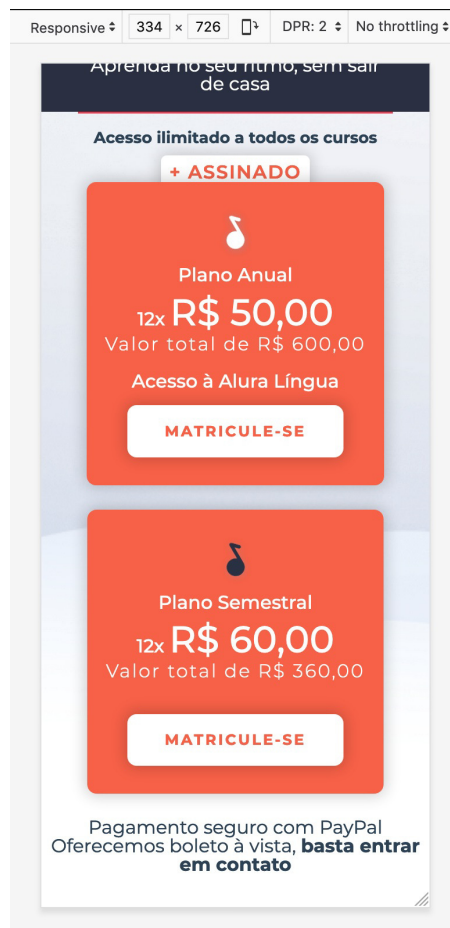 Responsive 334 × 726 DPR: 2 No throttling
Aprenda no seu ritmo, sem sair
de casa
Acesso ilimitado a todos os cursos
+ ASSINADO
Plano Anual
12x R$ 50,00
Valor total de R$ 600,00
Acesso à Alura Língua
MATRICULE-SE
Plano Semestral
12x R$ 60,00
Valor total de R$ 360,00
MATRICULE-SE
Pagamento seguro com PayPal
Oferecemos boleto à vista, basta entrar
em contato